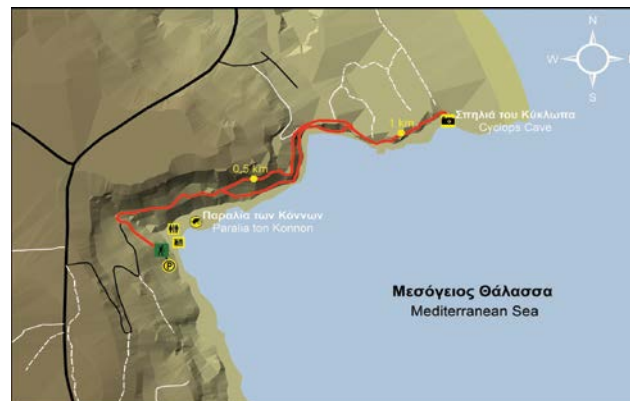 N
W
S
Σπηλιά του Κύκλωπα
Cyclops Cave
1 km
0,5 km
Παραλία των Κόννων
Paralia ton Konnon
P
Μεσόγειος Θάλασσα
Mediterranean Sea